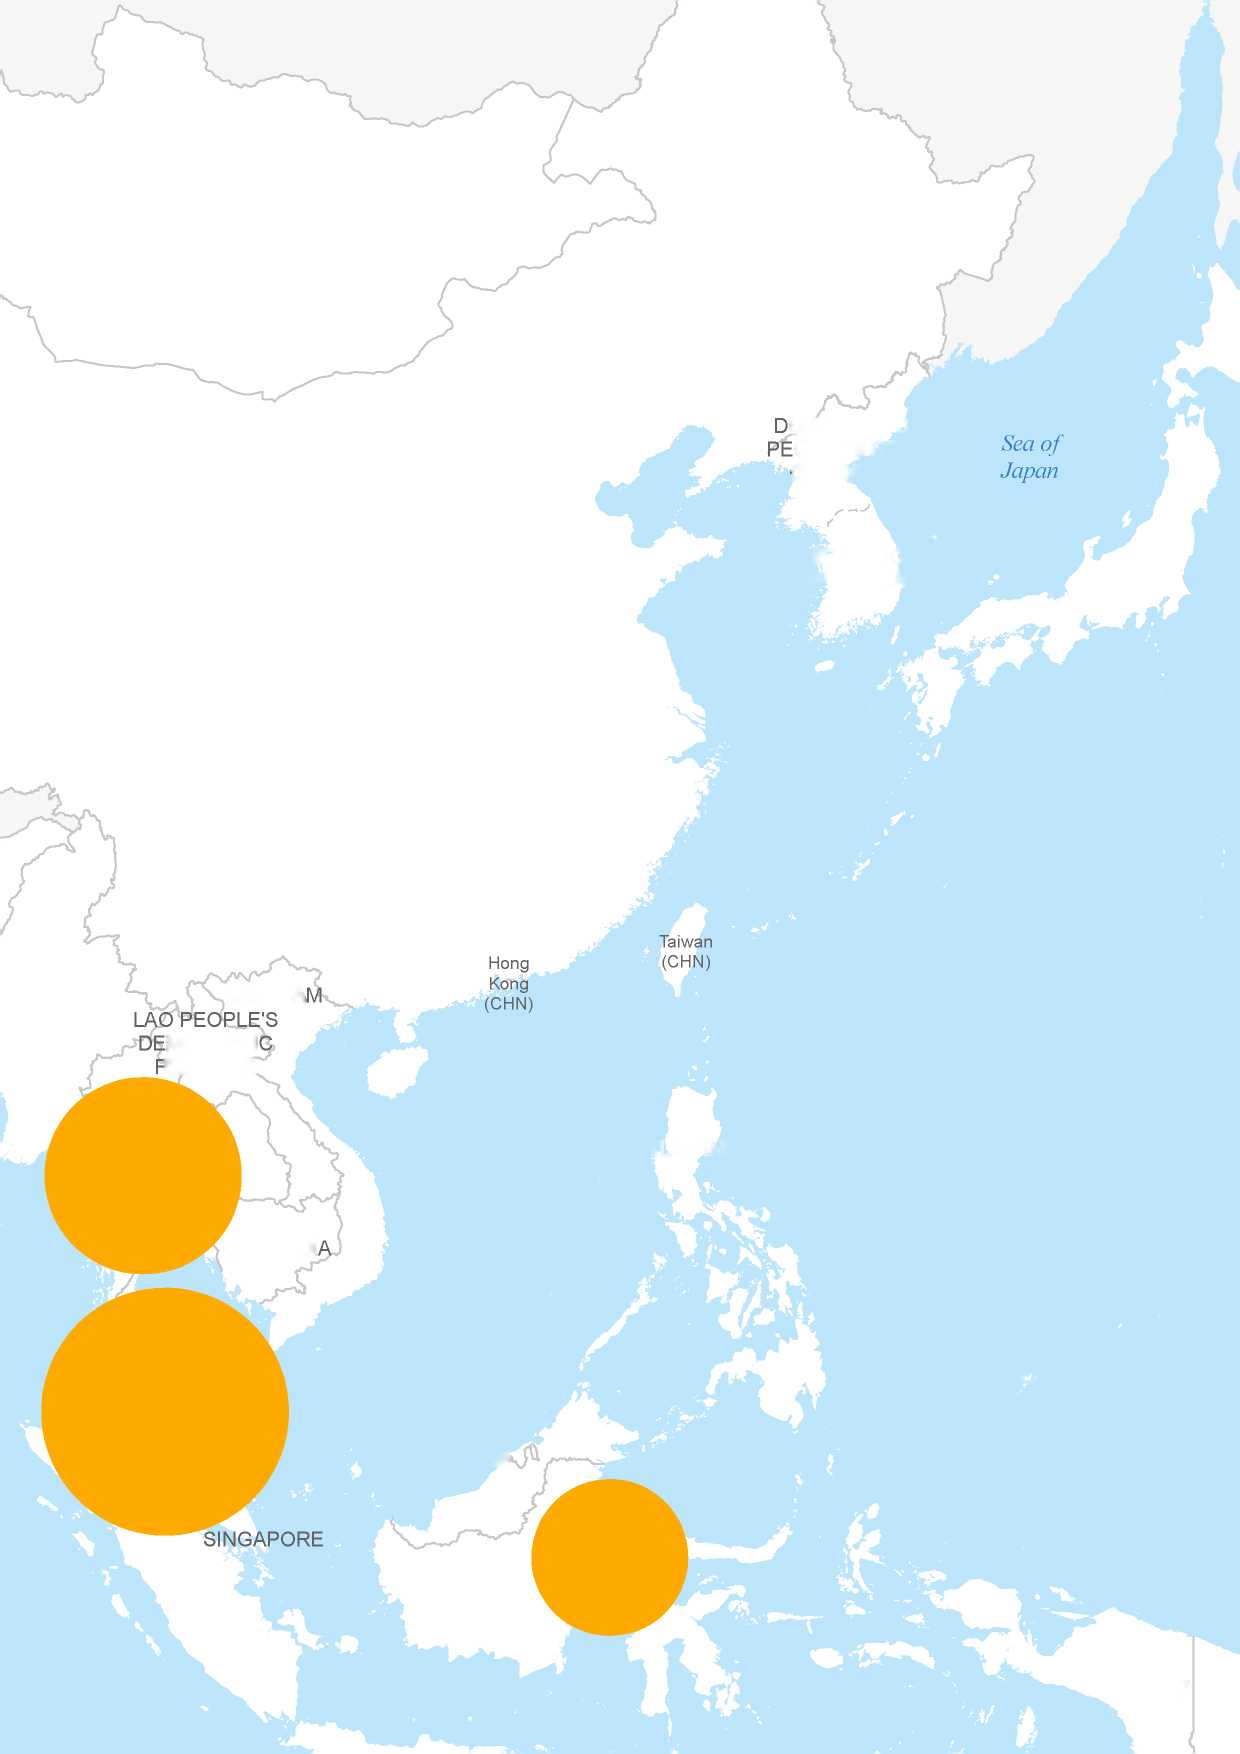 D
PE
Sea of
Japan
Taiwan
(CHN)
Hong
Kong
(CHN)
M
LAO PEOPLE'S
DE C
F
A
SINGAPORE